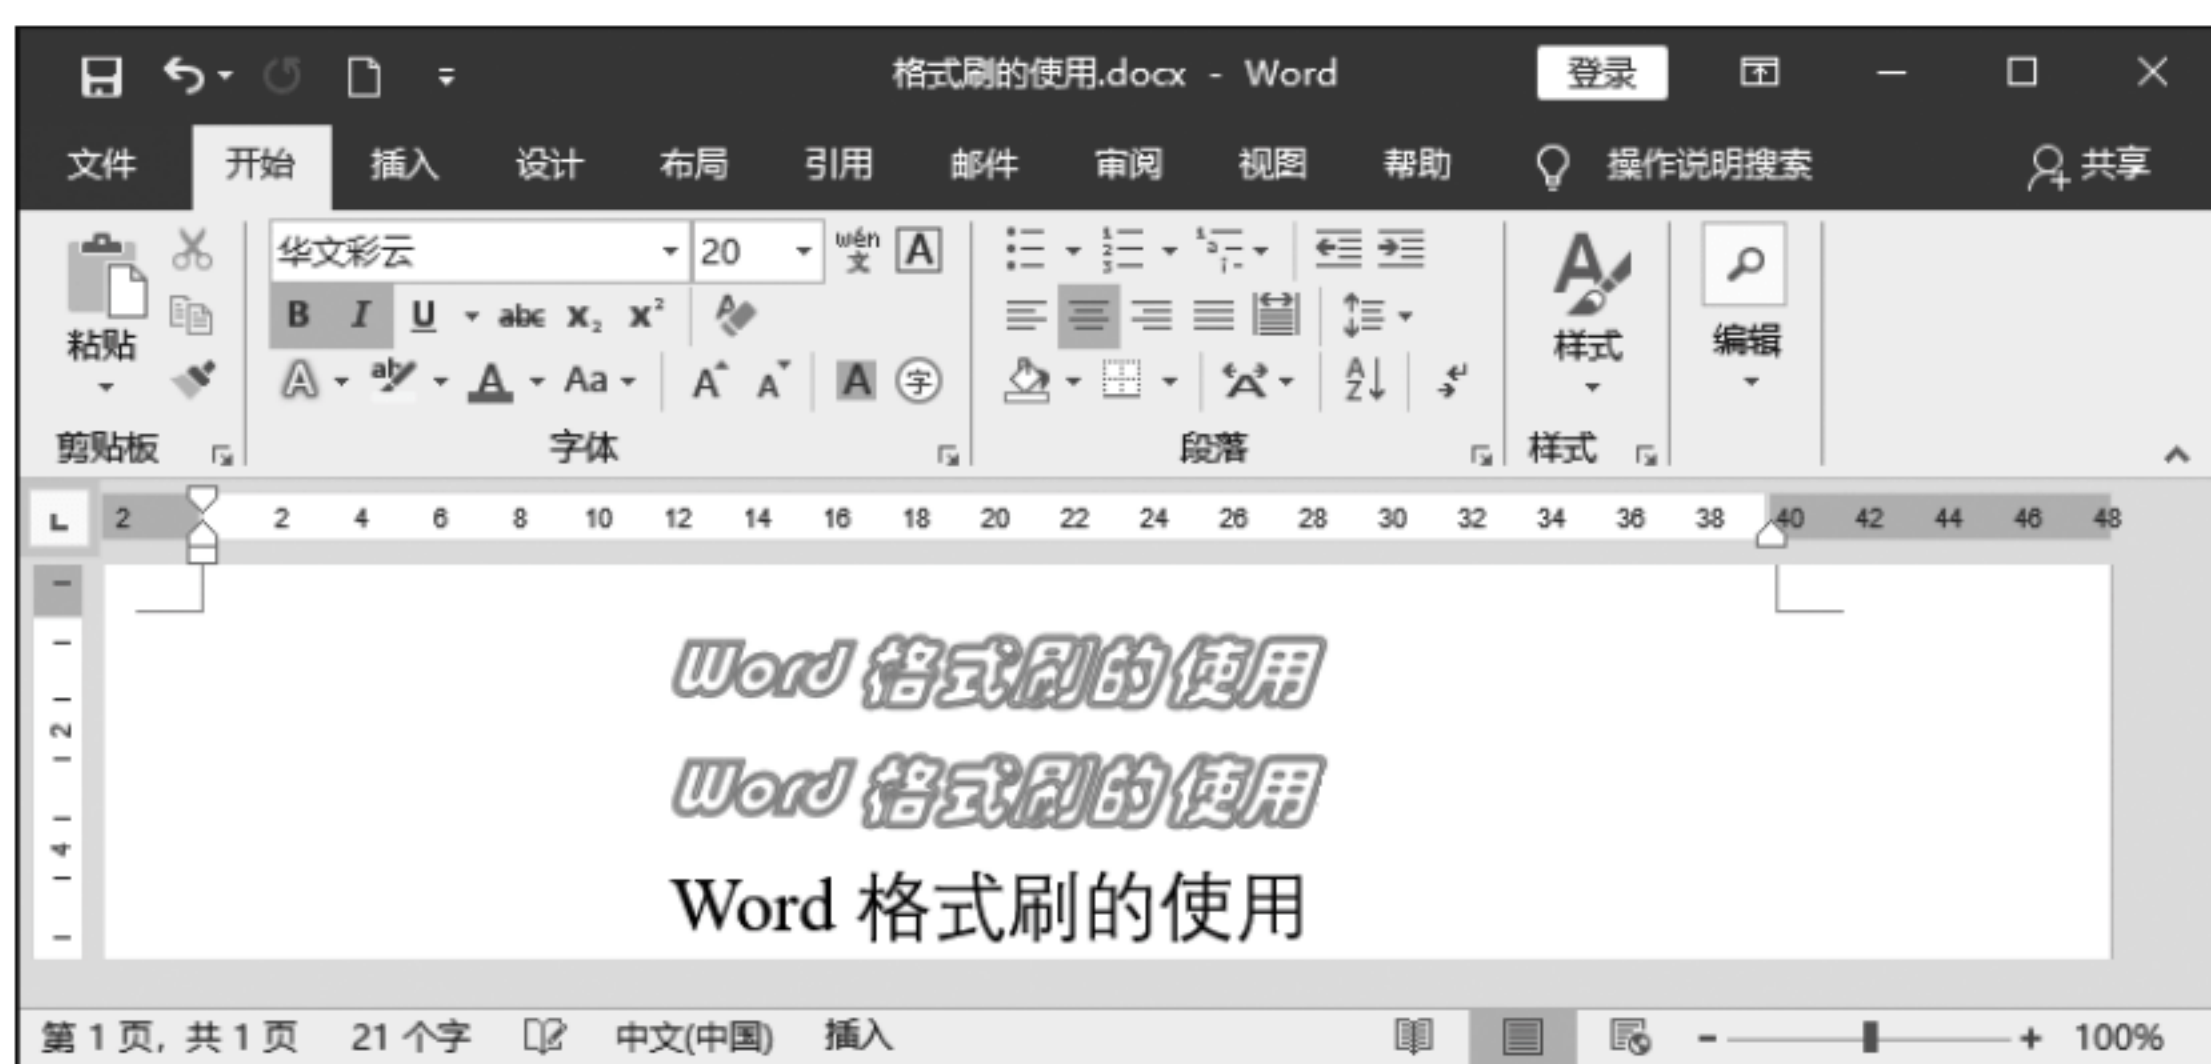 格式刷的使用.docx - Word 登录
文件 开始 插入 设计 布局 引用 邮件 审阅 视图 帮助 操作说明搜索 共享
华文彩云 20 wén 文 A
B I U abc X₂ X²
粘贴 样式 编辑
A aby A Aa A A A 字 A A Z
剪贴板 字体 段落 样式
L 2 2 4 6 8 10 12 14 16 18 20 22 24 26 28 30 32 34 36 38 40 42 44 46 48
Word 格式刷的使用
2
Word 格式刷的使用
4
Word 格式刷的使用
第 1 页, 共 1 页 21 个字 中文(中国) 插入 - + 100%